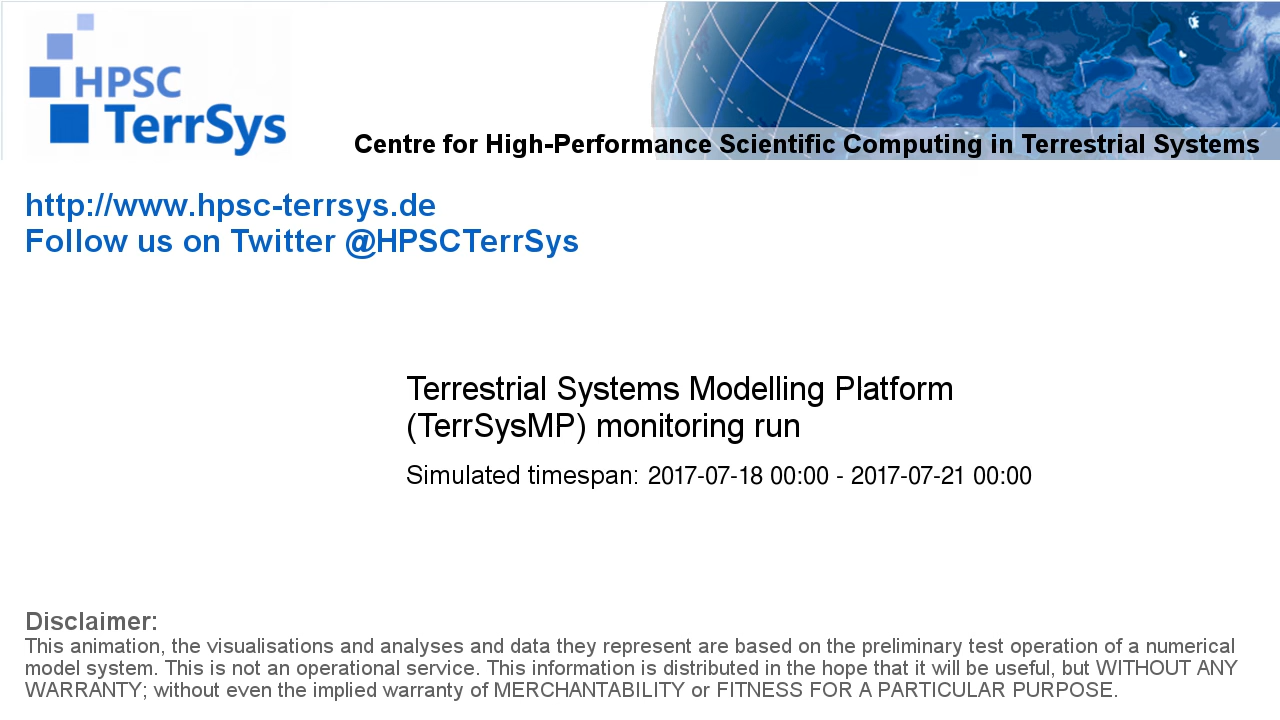 HPSC
TerrSys
Centre for High-Performance Scientific Computing in Terrestrial Systems
http://www.hpsc-terrsys.de
Follow us on Twitter @HPSCTerrSys
Terrestrial Systems Modelling Platform
(TerrSysMP) monitoring run
Simulated timespan: 2017-07-18 00:00 - 2017-07-21 00:00
Disclaimer:
This animation, the visualisations and analyses and data they represent are based on the preliminary test operation of a numerical
model system. This is not an operational service. This information is distributed in the hope that it will be useful, but WITHOUT ANY
WARRANTY; without even the implied warranty of MERCHANTABILITY or FITNESS FOR A PARTICULAR PURPOSE.